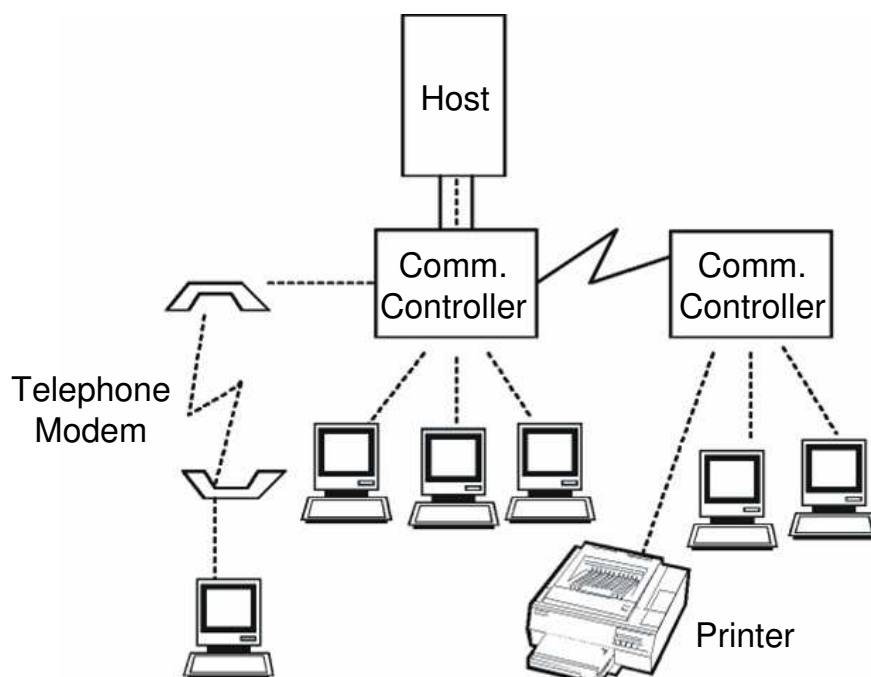 Host
Comm.
Controller
Comm.
Controller
Telephone
Modem
Printer